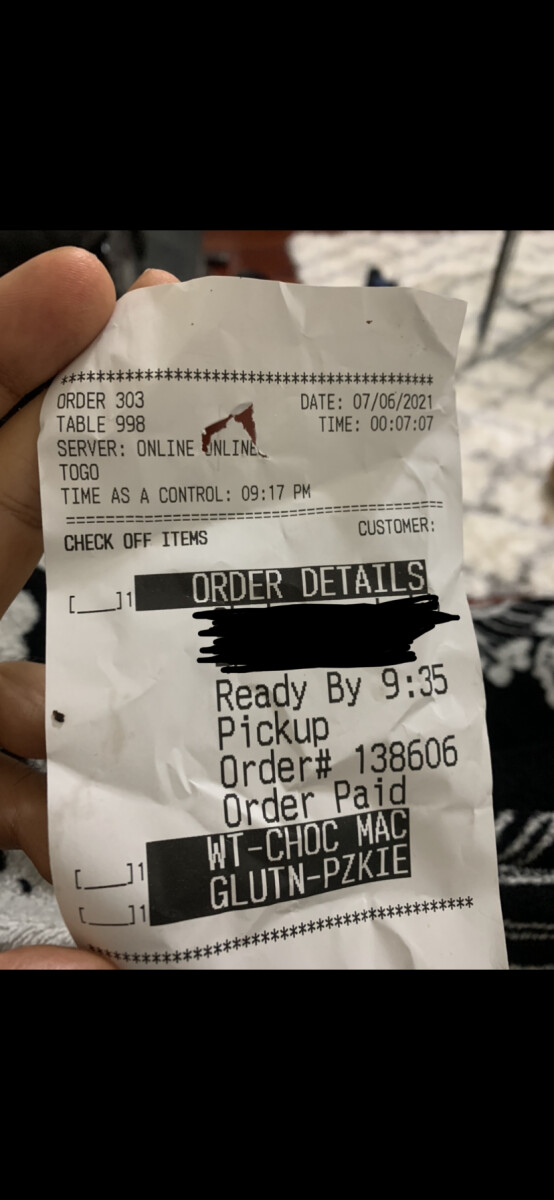 ******************************************
ORDER 303 DATE: 07/06/2021
TABLE 998 TIME: 00:07:07
SERVER: ONLINE ONLINE
TOGO
TIME AS A CONTROL: 09:17 PM
==========================================
CHECK OFF ITEMS CUSTOMER:
[___]1 ORDER DETAILS
Ready By 9:35
Pickup
Order# 138606
Order Paid
[___]1 WT-CHOC MAC
[___]1 GLUTN-PZKIE
******************************************